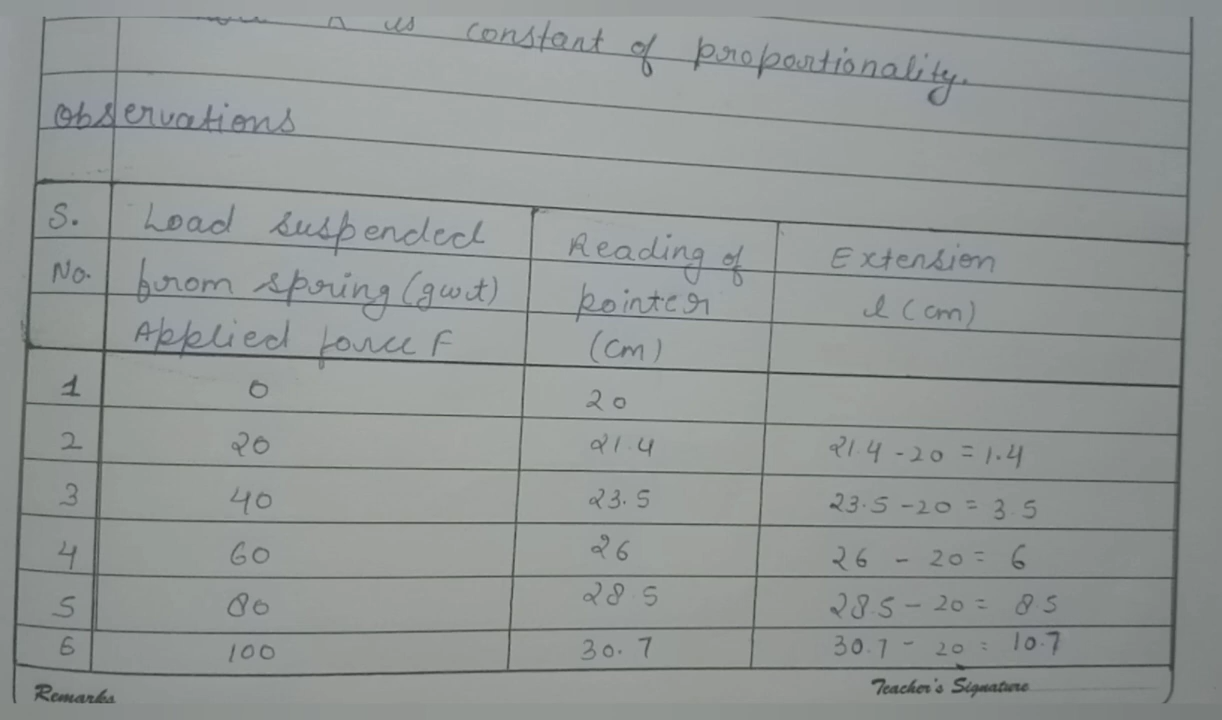 is constant of proportionality.
Observations
S. No. Load suspended from spring (gwt) Applied force F Reading of pointer (cm) Extension l (cm)
1 0 20
2 20 21.4 21.4 - 20 = 1.4
3 40 23.5 23.5 - 20 = 3.5
4 60 26 26 - 20 = 6
5 80 28.5 28.5 - 20 = 8.5
6 100 30.7 30.7 - 20 = 10.7
Remarks Teacher's Signature